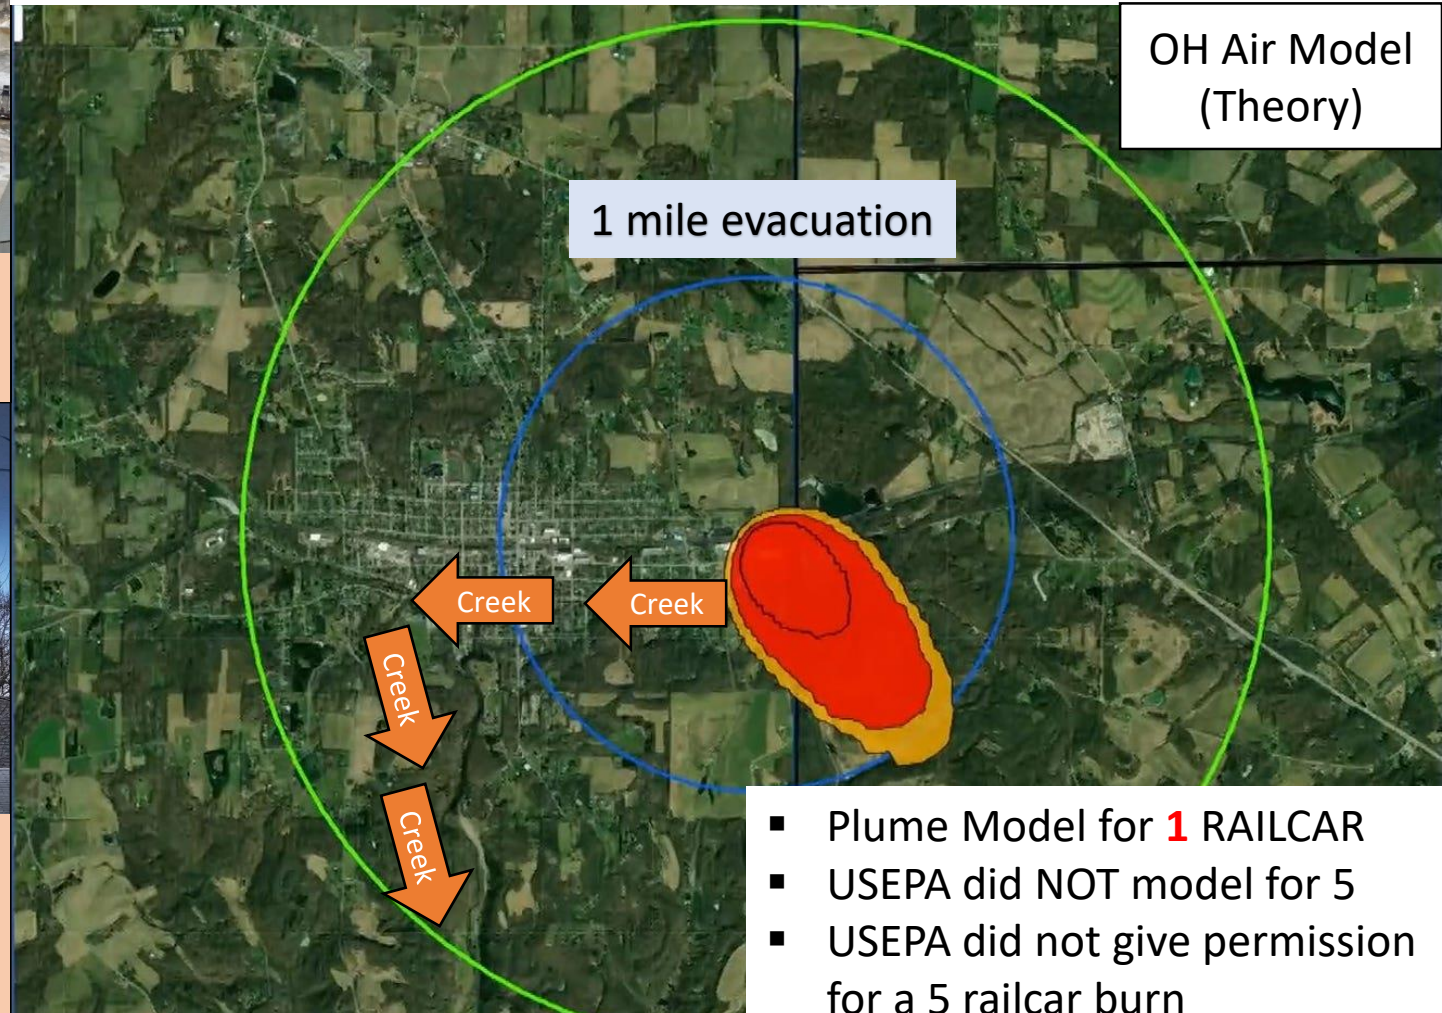 OH Air Model
(Theory)
1 mile evacuation
Creek
Creek
Creek
Creek
▪ Plume Model for 1 RAILCAR
▪ USEPA did NOT model for 5
▪ USEPA did not give permission
for a 5 railcar burn